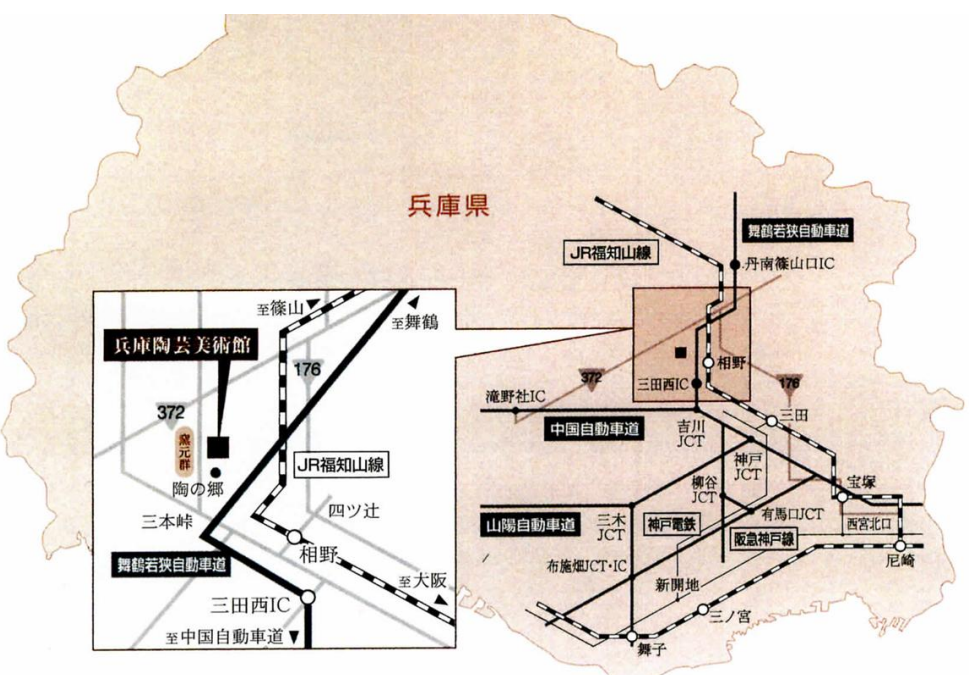 兵庫県
舞鶴若狭自動車道
JR福知山線
丹南篠山口IC
372
相野
三田西IC
176
滝野社IC
三田
中国自動車道
吉川
JCT
神戸
JCT
柳谷
JCT
宝塚
山陽自動車道
三木
JCT
神戸電鉄
有馬口JCT
阪急神戸線
西宮北口
尼崎
布施畑JCT・IC
新開地
三ノ宮
舞子
至篠山
至舞鶴
兵庫陶芸美術館
176
372
窯元群
陶の郷
JR福知山線
三本峠
四ツ辻
相野
舞鶴若狭自動車道
至大阪
三田西IC
至中国自動車道